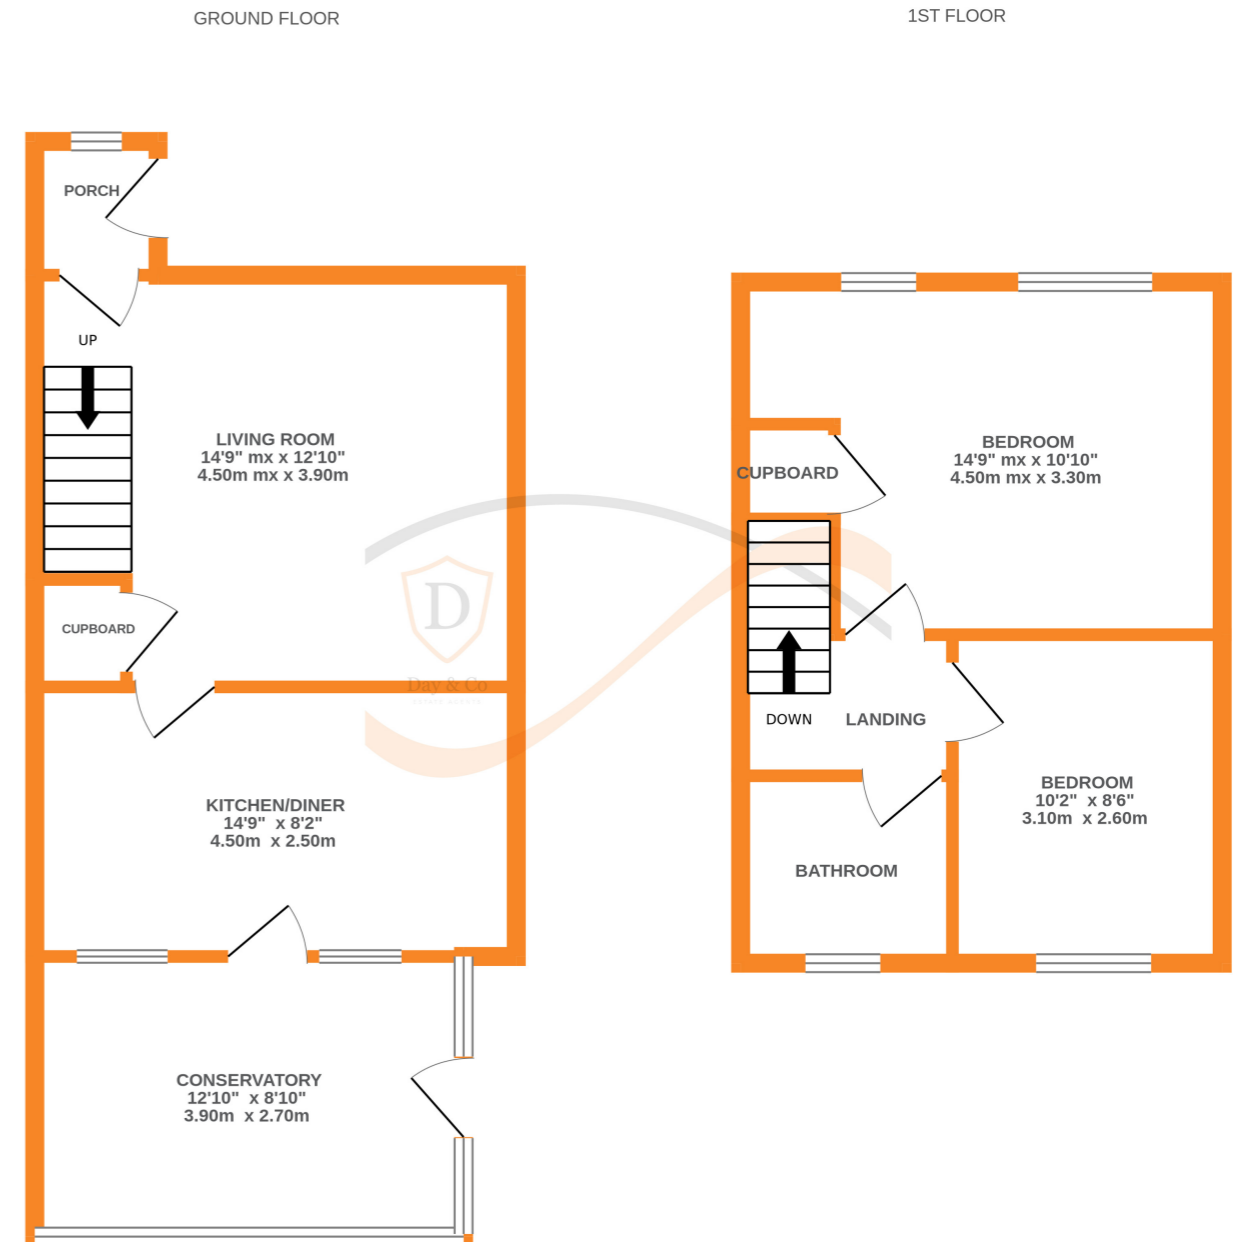 GROUND FLOOR
1ST FLOOR
PORCH
UP
LIVING ROOM
14'9" mx x 12'10"
4.50m mx x 3.90m
CUPBOARD
KITCHEN/DINER
14'9"  x 8'2"
4.50m  x 2.50m
CONSERVATORY
12'10"  x 8'10"
3.90m  x 2.70m
D
Day & Co
BEDROOM
14'9" mx x 10'10"
4.50m mx x 3.30m
CUPBOARD
DOWN
LANDING
BEDROOM
10'2"  x 8'6"
3.10m  x 2.60m
BATHROOM